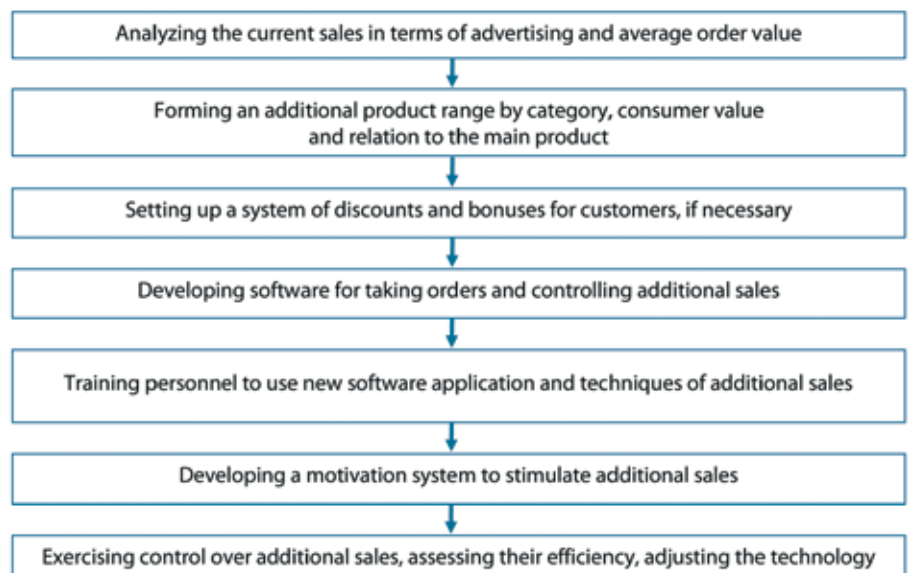 Analyzing the current sales in terms of advertising and average order value
Forming an additional product range by category, consumer value
and relation to the main product
Setting up a system of discounts and bonuses for customers, if necessary
Developing software for taking orders and controlling additional sales
Training personnel to use new software application and techniques of additional sales
Developing a motivation system to stimulate additional sales
Exercising control over additional sales, assessing their efficiency, adjusting the technology